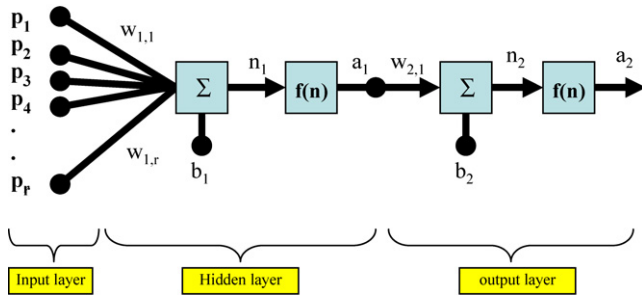 p1
p2
p3
p4
.
.
pr
w1,1
w1,r
Σ
b1
n1
f(n)
a1
w2,1
Σ
b2
n2
f(n)
a2
Input layer
Hidden layer
output layer